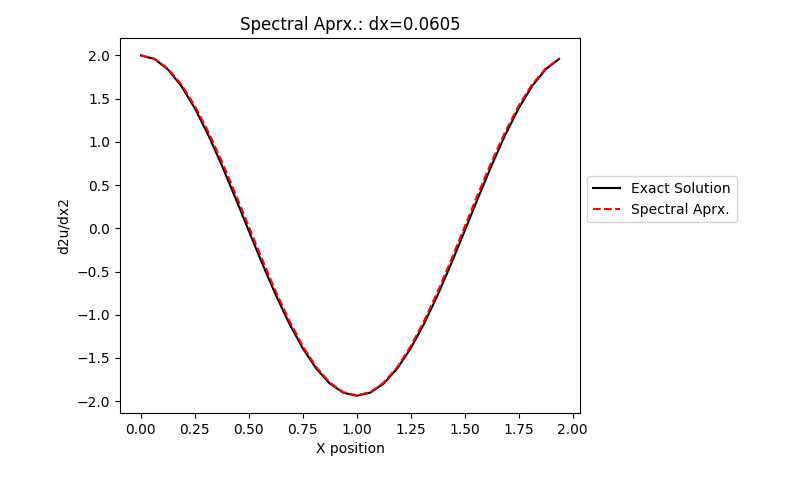 Spectral Aprx.: dx=0.0605
2.0
1.5
1.0
0.5
0.0
−0.5
−1.0
−1.5
−2.0
d2u/dx2
0.00 0.25 0.50 0.75 1.00 1.25 1.50 1.75 2.00
X position
Exact Solution
Spectral Aprx.